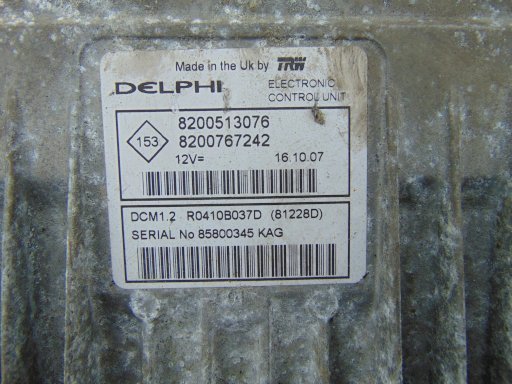 Made in the Uk by TRW
DELPHI ELECTRONIC
CONTROL UNIT
8200513076
153 8200767242
12V= 16.10.07
DCM1.2 R0410B037D (81228D)
SERIAL No 85800345 KAG